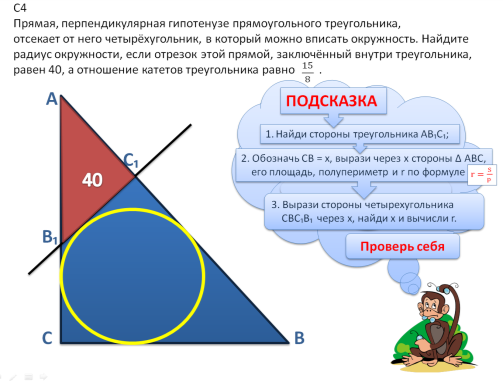 С4
Прямая, перпендикулярная гипотенузе прямоугольного треугольника,
отсекает от него четырёхугольник, в который можно вписать окружность. Найдите
радиус окружности, если отрезок этой прямой, заключённый внутри треугольника,
равен 40, а отношение катетов треугольника равно 15/8 .
ПОДСКАЗКА
1. Найди стороны треугольника AB₁C₁;
2. Обозначь СВ = х, вырази через х стороны Δ АВС,
его площадь, полупериметр и r по формуле r = S/p
3. Вырази стороны четырехугольника
СВС₁В₁ через х, найди х и вычисли r.
Проверь себя
A
C₁
40
B₁
C
B